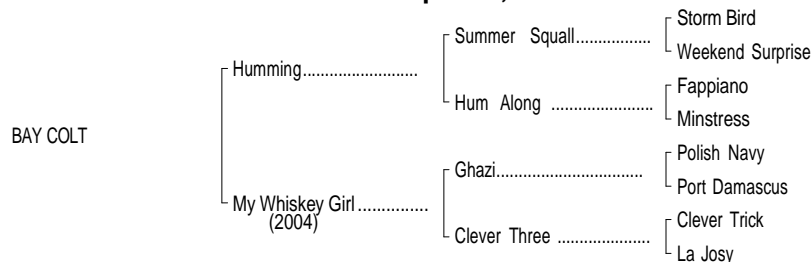 Storm Bird
Summer Squall.................
Weekend Surprise
Humming..........................
Fappiano
Hum Along .......................
Minstress
BAY COLT
Polish Navy
Ghazi.................................
Port Damascus
My Whiskey Girl................
(2004)
Clever Trick
Clever Three .....................
La Josy